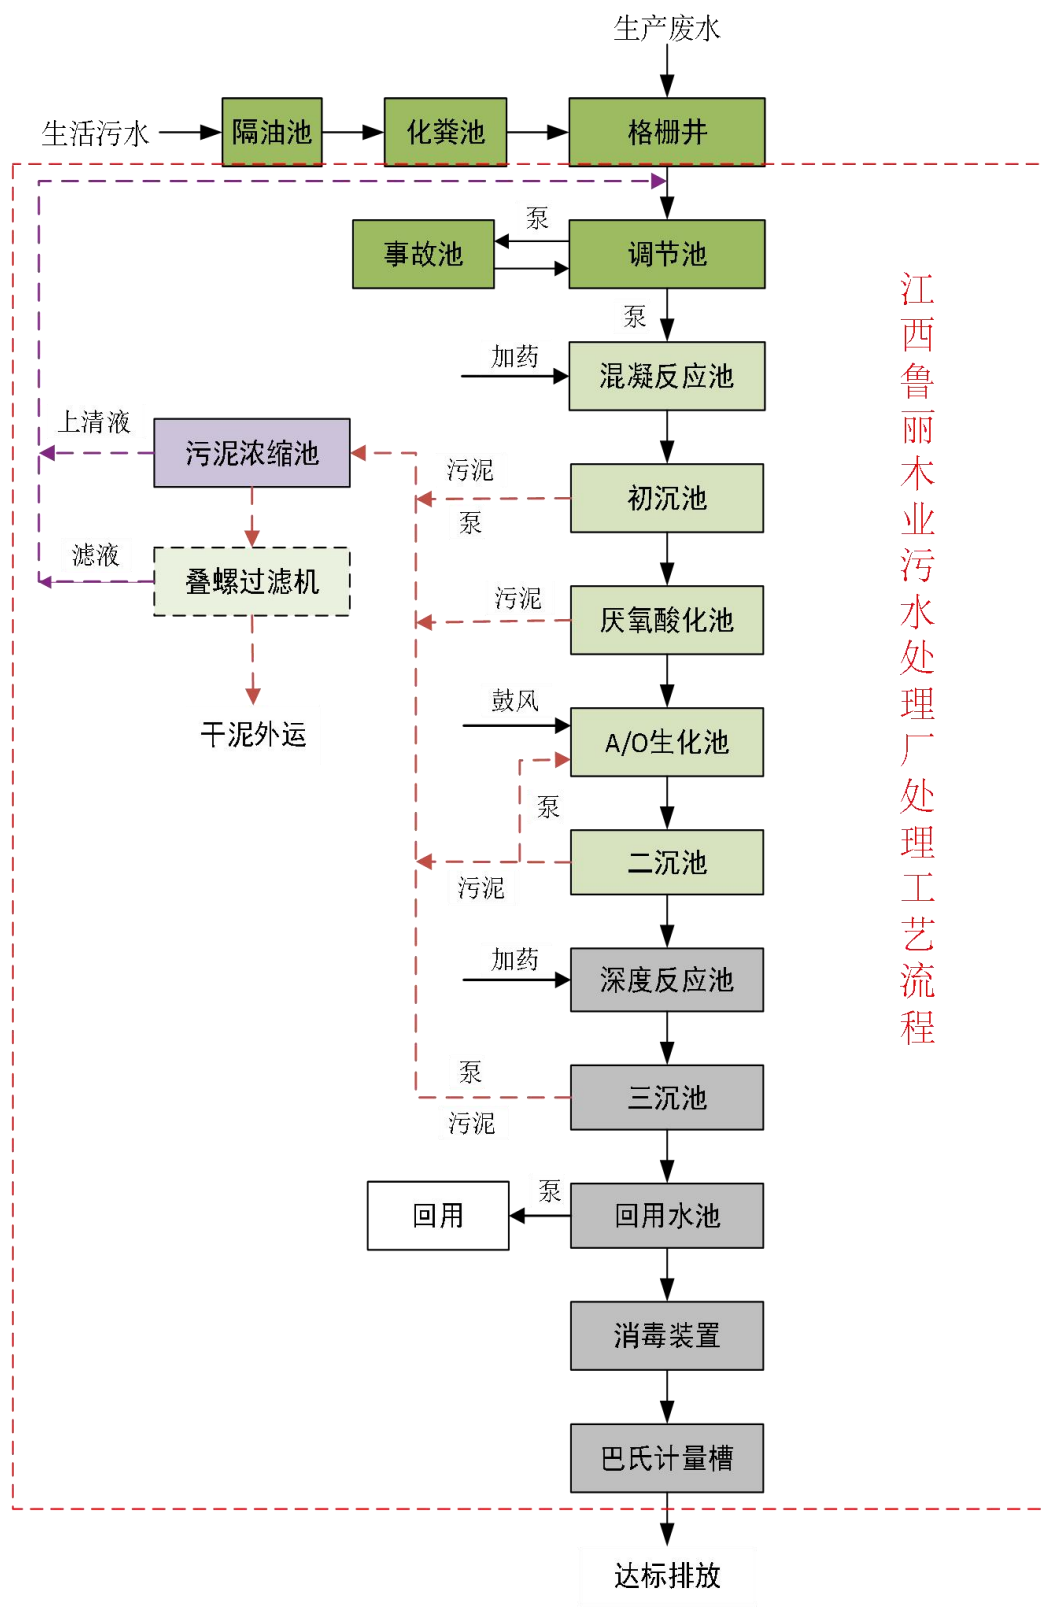 生产废水
生活污水
隔油池
化粪池
格栅井
泵
事故池
调节池
泵
加药
混凝反应池
上清液
污泥浓缩池
污泥
初沉池
泵
滤液
叠螺过滤机
污泥
厌氧酸化池
鼓风
干泥外运
A/O生化池
泵
二沉池
污泥
加药
深度反应池
泵
三沉池
污泥
泵
回用
回用水池
消毒装置
巴氏计量槽
达标排放
江西鲁丽木业污水处理厂处理工艺流程